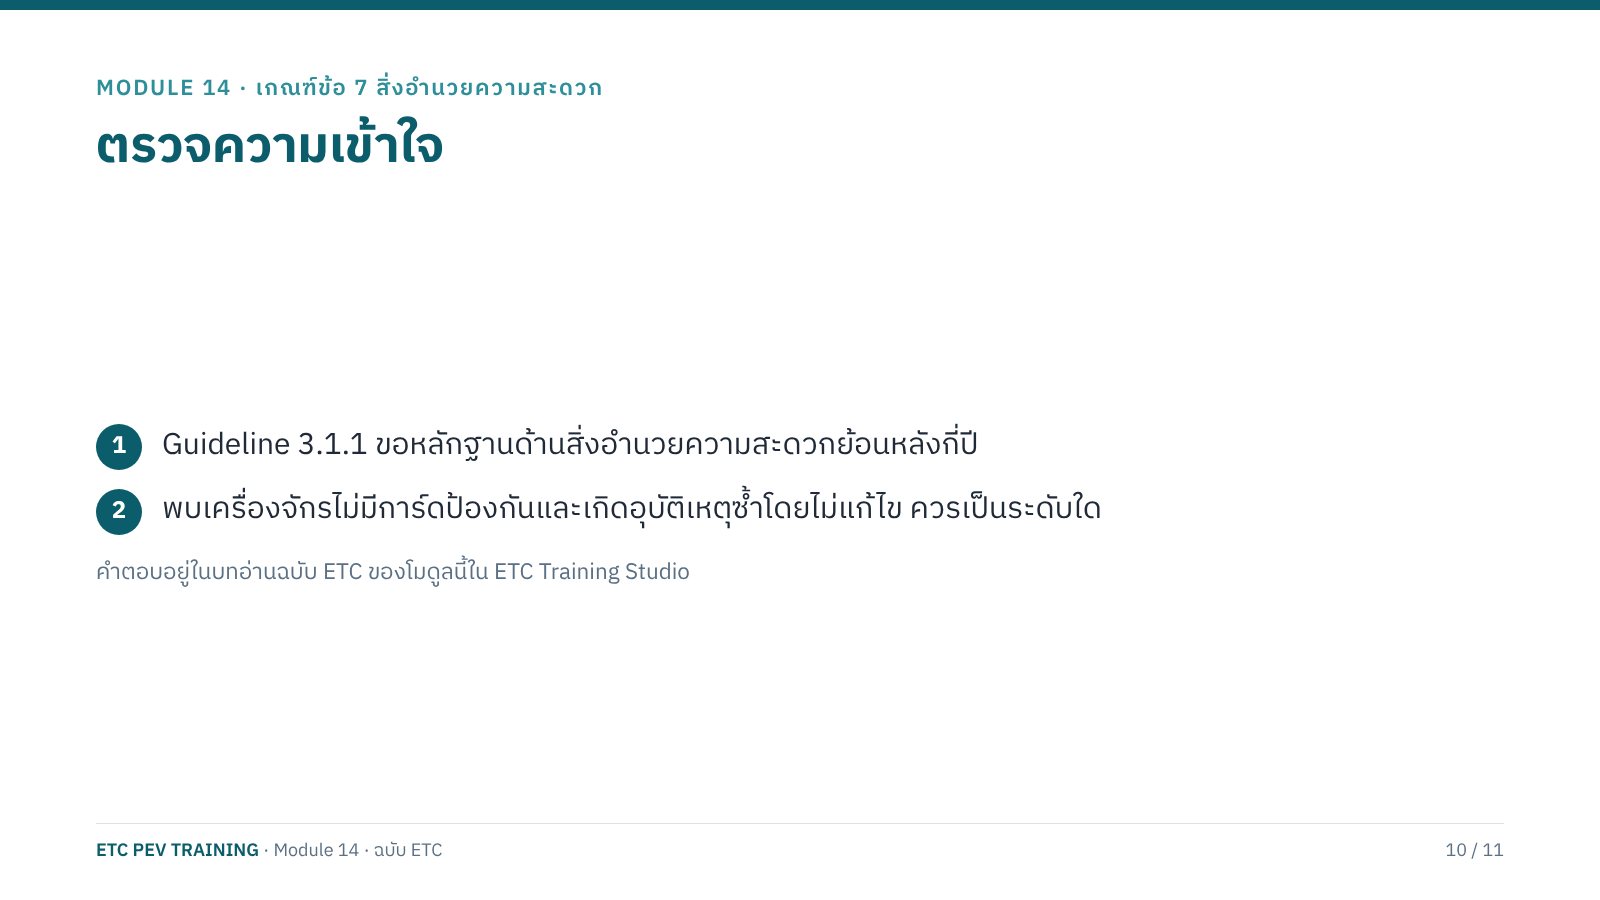 MODULE 14 · เกณฑ์ข้อ 7 สิ่งอำนวยความสะดวก
ตรวจความเข้าใจ
1 Guideline 3.1.1 ขอหลักฐานด้านสิ่งอำนวยความสะดวกย้อนหลังกี่ปี
2 พบเครื่องจักรไม่มีการ์ดป้องกันและเกิดอุบัติเหตุซ้ำโดยไม่แก้ไข ควรเป็นระดับใด
คำตอบอยู่ในบทอ่านฉบับ ETC ของโมดูลนี้ใน ETC Training Studio
ETC PEV TRAINING · Module 14 · ฉบับ ETC
10 / 11